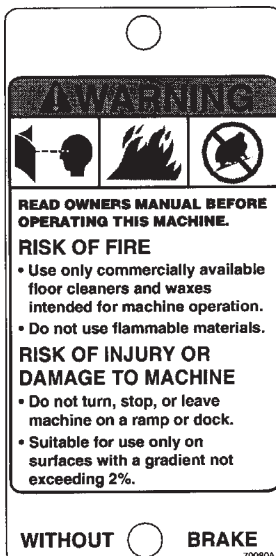 WARNING
READ OWNERS MANUAL BEFORE
OPERATING THIS MACHINE.
RISK OF FIRE
• Use only commercially available
floor cleaners and waxes
intended for machine operation.
• Do not use flammable materials.
RISK OF INJURY OR
DAMAGE TO MACHINE
• Do not turn, stop, or leave
machine on a ramp or dock.
• Suitable for use only on
surfaces with a gradient not
exceeding 2%.
WITHOUT BRAKE